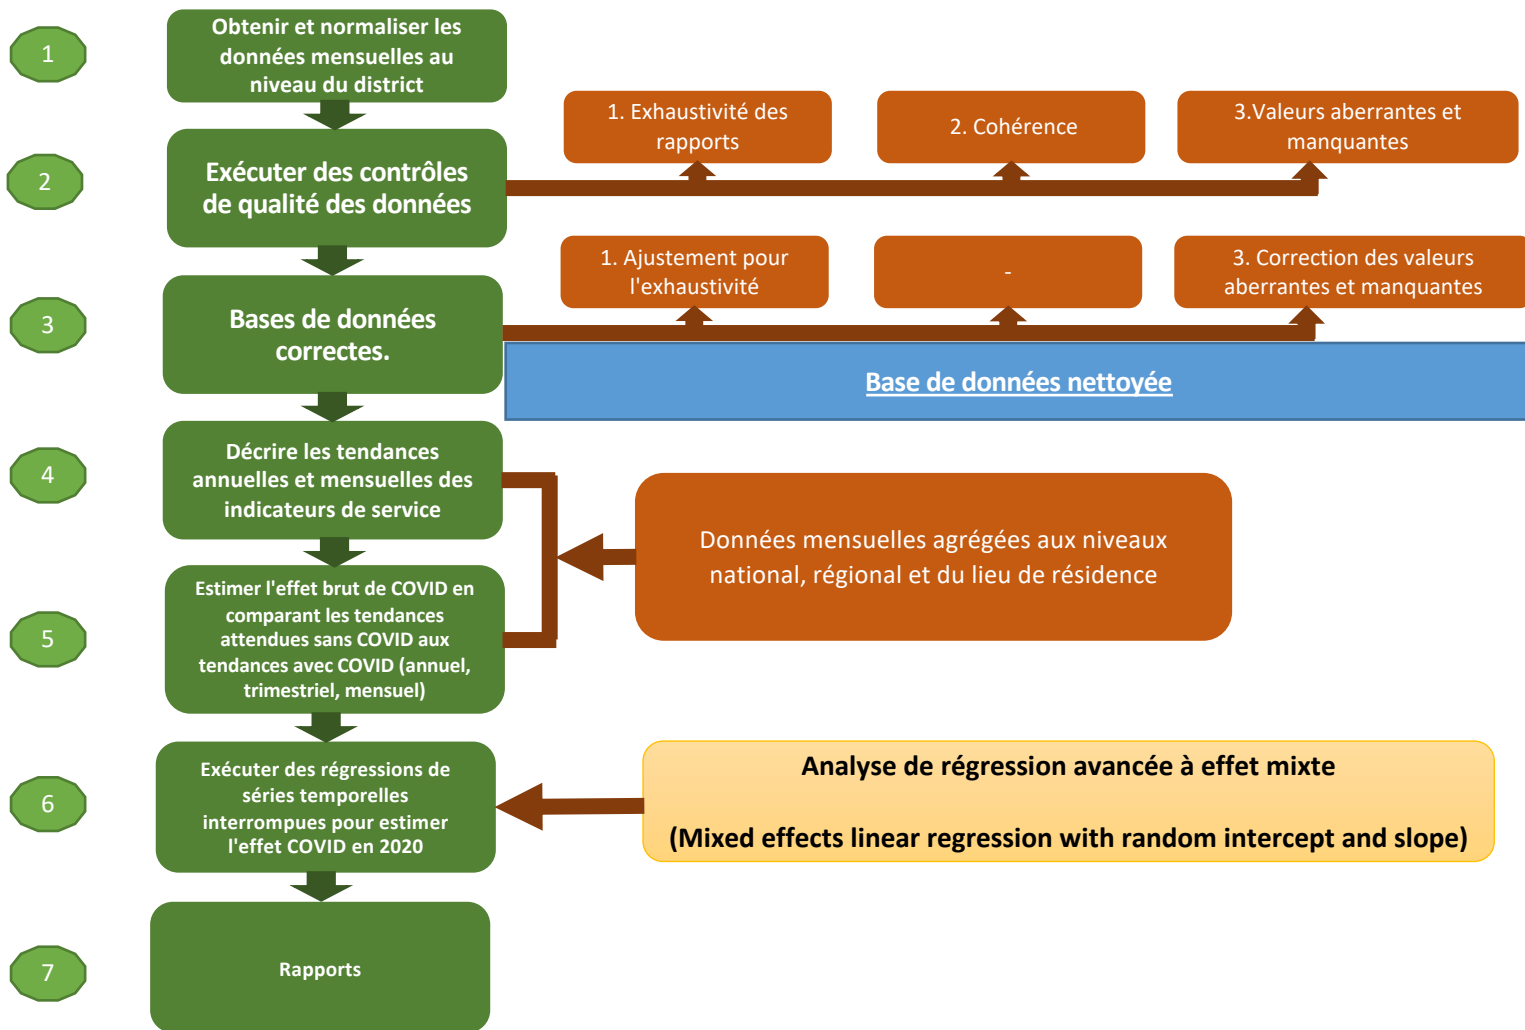 1
Obtenir et normaliser les
données mensuelles au
niveau du district
2
Exécuter des contrôles
de qualité des données
1. Exhaustivité des
rapports
2. Cohérence
3.Valeurs aberrantes et
manquantes
3
Bases de données
correctes.
1. Ajustement pour
l'exhaustivité
-
3. Correction des valeurs
aberrantes et manquantes
Base de données nettoyée
4
Décrire les tendances
annuelles et mensuelles des
indicateurs de service
Données mensuelles agrégées aux niveaux
national, régional et du lieu de résidence
5
Estimer l'effet brut de COVID en
comparant les tendances
attendues sans COVID aux
tendances avec COVID (annuel,
trimestriel, mensuel)
6
Exécuter des régressions de
séries temporelles
interrompues pour estimer
l'effet COVID en 2020
Analyse de régression avancée à effet mixte
(Mixed effects linear regression with random intercept and slope)
7
Rapports